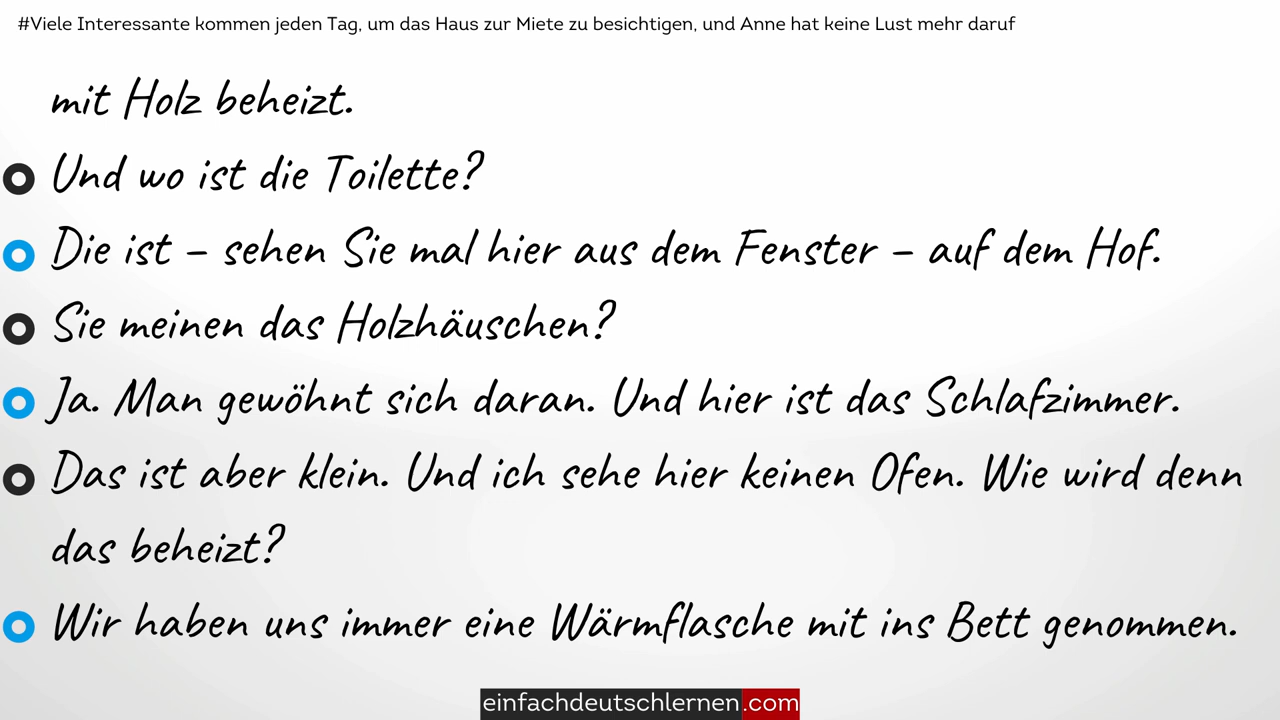 #Viele Interessante kommen jeden Tag, um das Haus zur Miete zu besichtigen, und Anne hat keine Lust mehr daruf
mit Holz beheizt.
Und wo ist die Toilette?
Die ist – sehen Sie mal hier aus dem Fenster – auf dem Hof.
Sie meinen das Holzhäuschen?
Ja. Man gewöhnt sich daran. Und hier ist das Schlafzimmer.
Das ist aber klein. Und ich sehe hier keinen Ofen. Wie wird denn
das beheizt?
Wir haben uns immer eine Wärmflasche mit ins Bett genommen.
einfachdeutschlernen.com